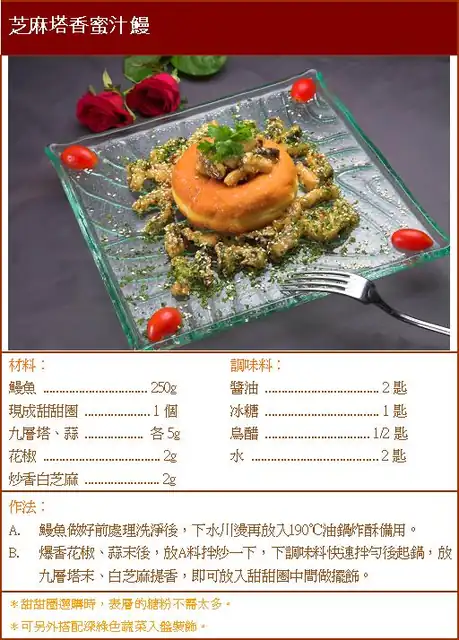 芝麻塔香蜜汁鰻
材料：
鰻魚 .............................. 250g
現成甜甜圈 ................. 1 個
九層塔、蒜 ............... 各 5g
花椒 ................................. 2g
炒香白芝麻 ................... 2g
調味料：
醬油 ............................. 2 匙
冰糖 ............................. 1 匙
烏醋 .......................... 1/2 匙
水 ................................ 2 匙
作法：
A. 鰻魚做好前處理洗淨後，下水川燙再放入190℃油鍋炸酥備用。
B. 爆香花椒、蒜末後，放A料拌炒一下，下調味料快速拌勻後起鍋，放
九層塔末、白芝麻提香，即可放入甜甜圈中間做擺飾。
＊甜甜圈選購時，表層的糖粉不需太多。
＊可另外搭配深綠色蔬菜入盤裝飾。